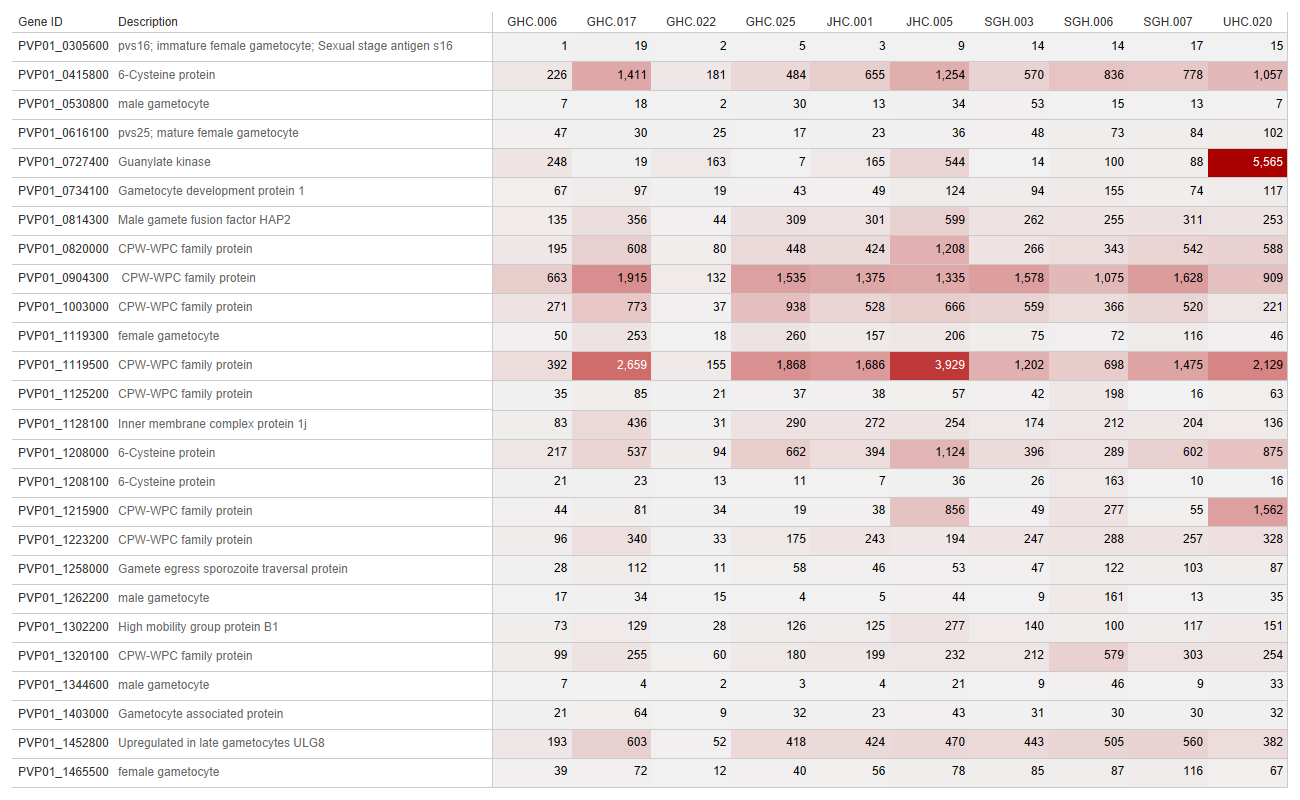 Gene ID Description GHC.006 GHC.017 GHC.022 GHC.025 JHC.001 JHC.005 SGH.003 SGH.006 SGH.007 UHC.020
PVP01_0305600 pvs16; immature female gametocyte; Sexual stage antigen s16 1 19 2 5 3 9 14 14 17 15
PVP01_0415800 6-Cysteine protein 226 1,411 181 484 655 1,254 570 836 778 1,057
PVP01_0530800 male gametocyte 7 18 2 30 13 34 53 15 13 7
PVP01_0616100 pvs25; mature female gametocyte 47 30 25 17 23 36 48 73 84 102
PVP01_0727400 Guanylate kinase 248 19 163 7 165 544 14 100 88 5,565
PVP01_0734100 Gametocyte development protein 1 67 97 19 43 49 124 94 155 74 117
PVP01_0814300 Male gamete fusion factor HAP2 135 356 44 309 301 599 262 255 311 253
PVP01_0820000 CPW-WPC family protein 195 608 80 448 424 1,208 266 343 542 588
PVP01_0904300 CPW-WPC family protein 663 1,915 132 1,535 1,375 1,335 1,578 1,075 1,628 909
PVP01_1003000 CPW-WPC family protein 271 773 37 938 528 666 559 366 520 221
PVP01_1119300 female gametocyte 50 253 18 260 157 206 75 72 116 46
PVP01_1119500 CPW-WPC family protein 392 2,659 155 1,868 1,686 3,929 1,202 698 1,475 2,129
PVP01_1125200 CPW-WPC family protein 35 85 21 37 38 57 42 198 16 63
PVP01_1128100 Inner membrane complex protein 1j 83 436 31 290 272 254 174 212 204 136
PVP01_1208000 6-Cysteine protein 217 537 94 662 394 1,124 396 289 602 875
PVP01_1208100 6-Cysteine protein 21 23 13 11 7 36 26 163 10 16
PVP01_1215900 CPW-WPC family protein 44 81 34 19 38 856 49 277 55 1,562
PVP01_1223200 CPW-WPC family protein 96 340 33 175 243 194 247 288 257 328
PVP01_1258000 Gamete egress sporozoite traversal protein 28 112 11 58 46 53 47 122 103 87
PVP01_1262200 male gametocyte 17 34 15 4 5 44 9 161 13 35
PVP01_1302200 High mobility group protein B1 73 129 28 126 125 277 140 100 117 151
PVP01_1320100 CPW-WPC family protein 99 255 60 180 199 232 212 579 303 254
PVP01_1344600 male gametocyte 7 4 2 3 4 21 9 46 9 33
PVP01_1403000 Gametocyte associated protein 21 64 9 32 23 43 31 30 30 32
PVP01_1452800 Upregulated in late gametocytes ULG8 193 603 52 418 424 470 443 505 560 382
PVP01_1465500 female gametocyte 39 72 12 40 56 78 85 87 116 67